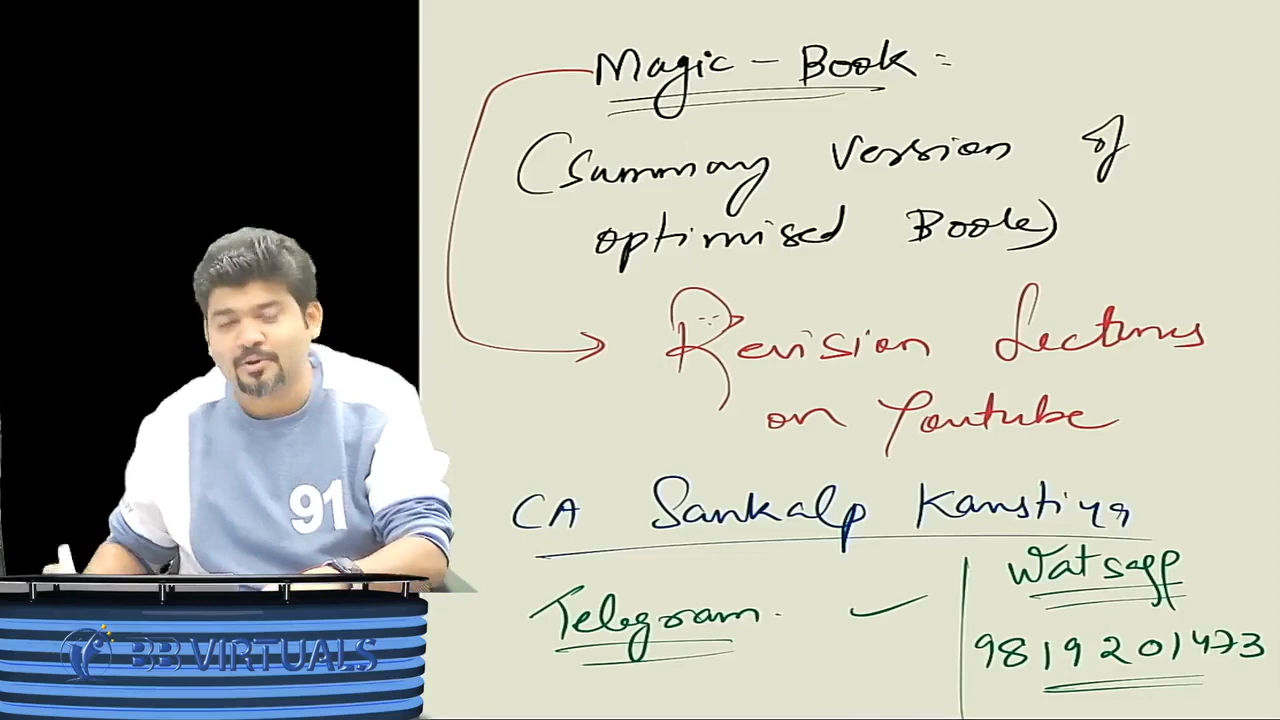 Magic - Book :
(Summary Version of
optimised Book)
Revision Lectures
on Youtube
CA Sankalp Kanstiya
Telegram.
Watsapp
9819201473
91
BB VIRTUALS